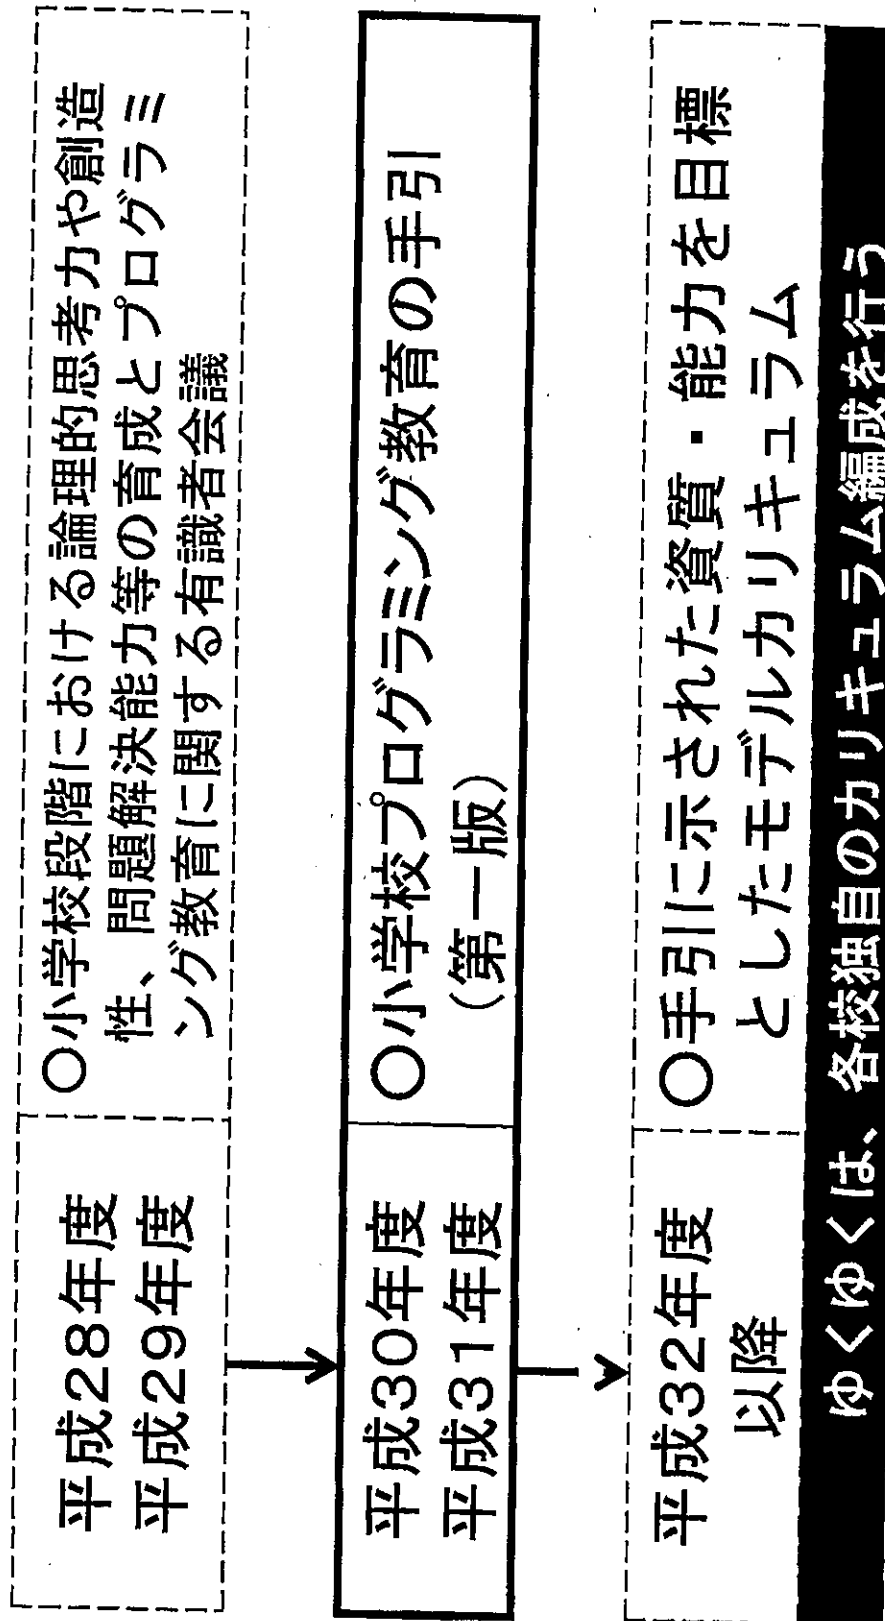 平成28年度
平成29年度
○小学校段階における論理的思考力や創造
性、問題解決能力等の育成とプログラミ
ング教育に関する有識者会議
平成30年度
平成31年度
○小学校プログラミング教育の手引
(第一版)
平成32年度
以降
○手引に示された資質・能力を目標
としたモデルカリキュラム
ゆくゆくは、各校独自のカリキュラム編成を行う